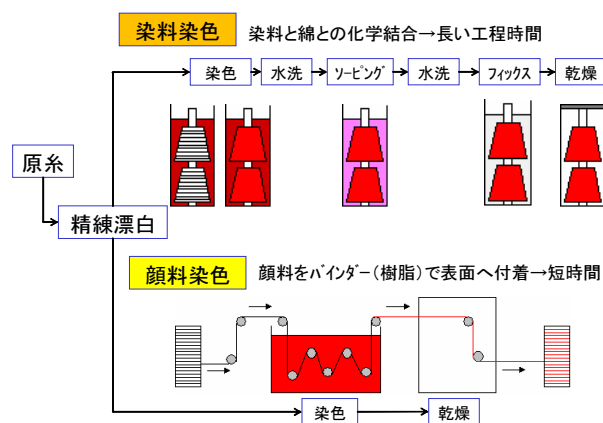 染料染色
染料と綿との化学結合→長い工程時間
染色
水洗
ソーピング
水洗
フィックス
乾燥
原糸
精練漂白
顔料染色
顔料をバインダー(樹脂)で表面へ付着→短時間
染色
乾燥